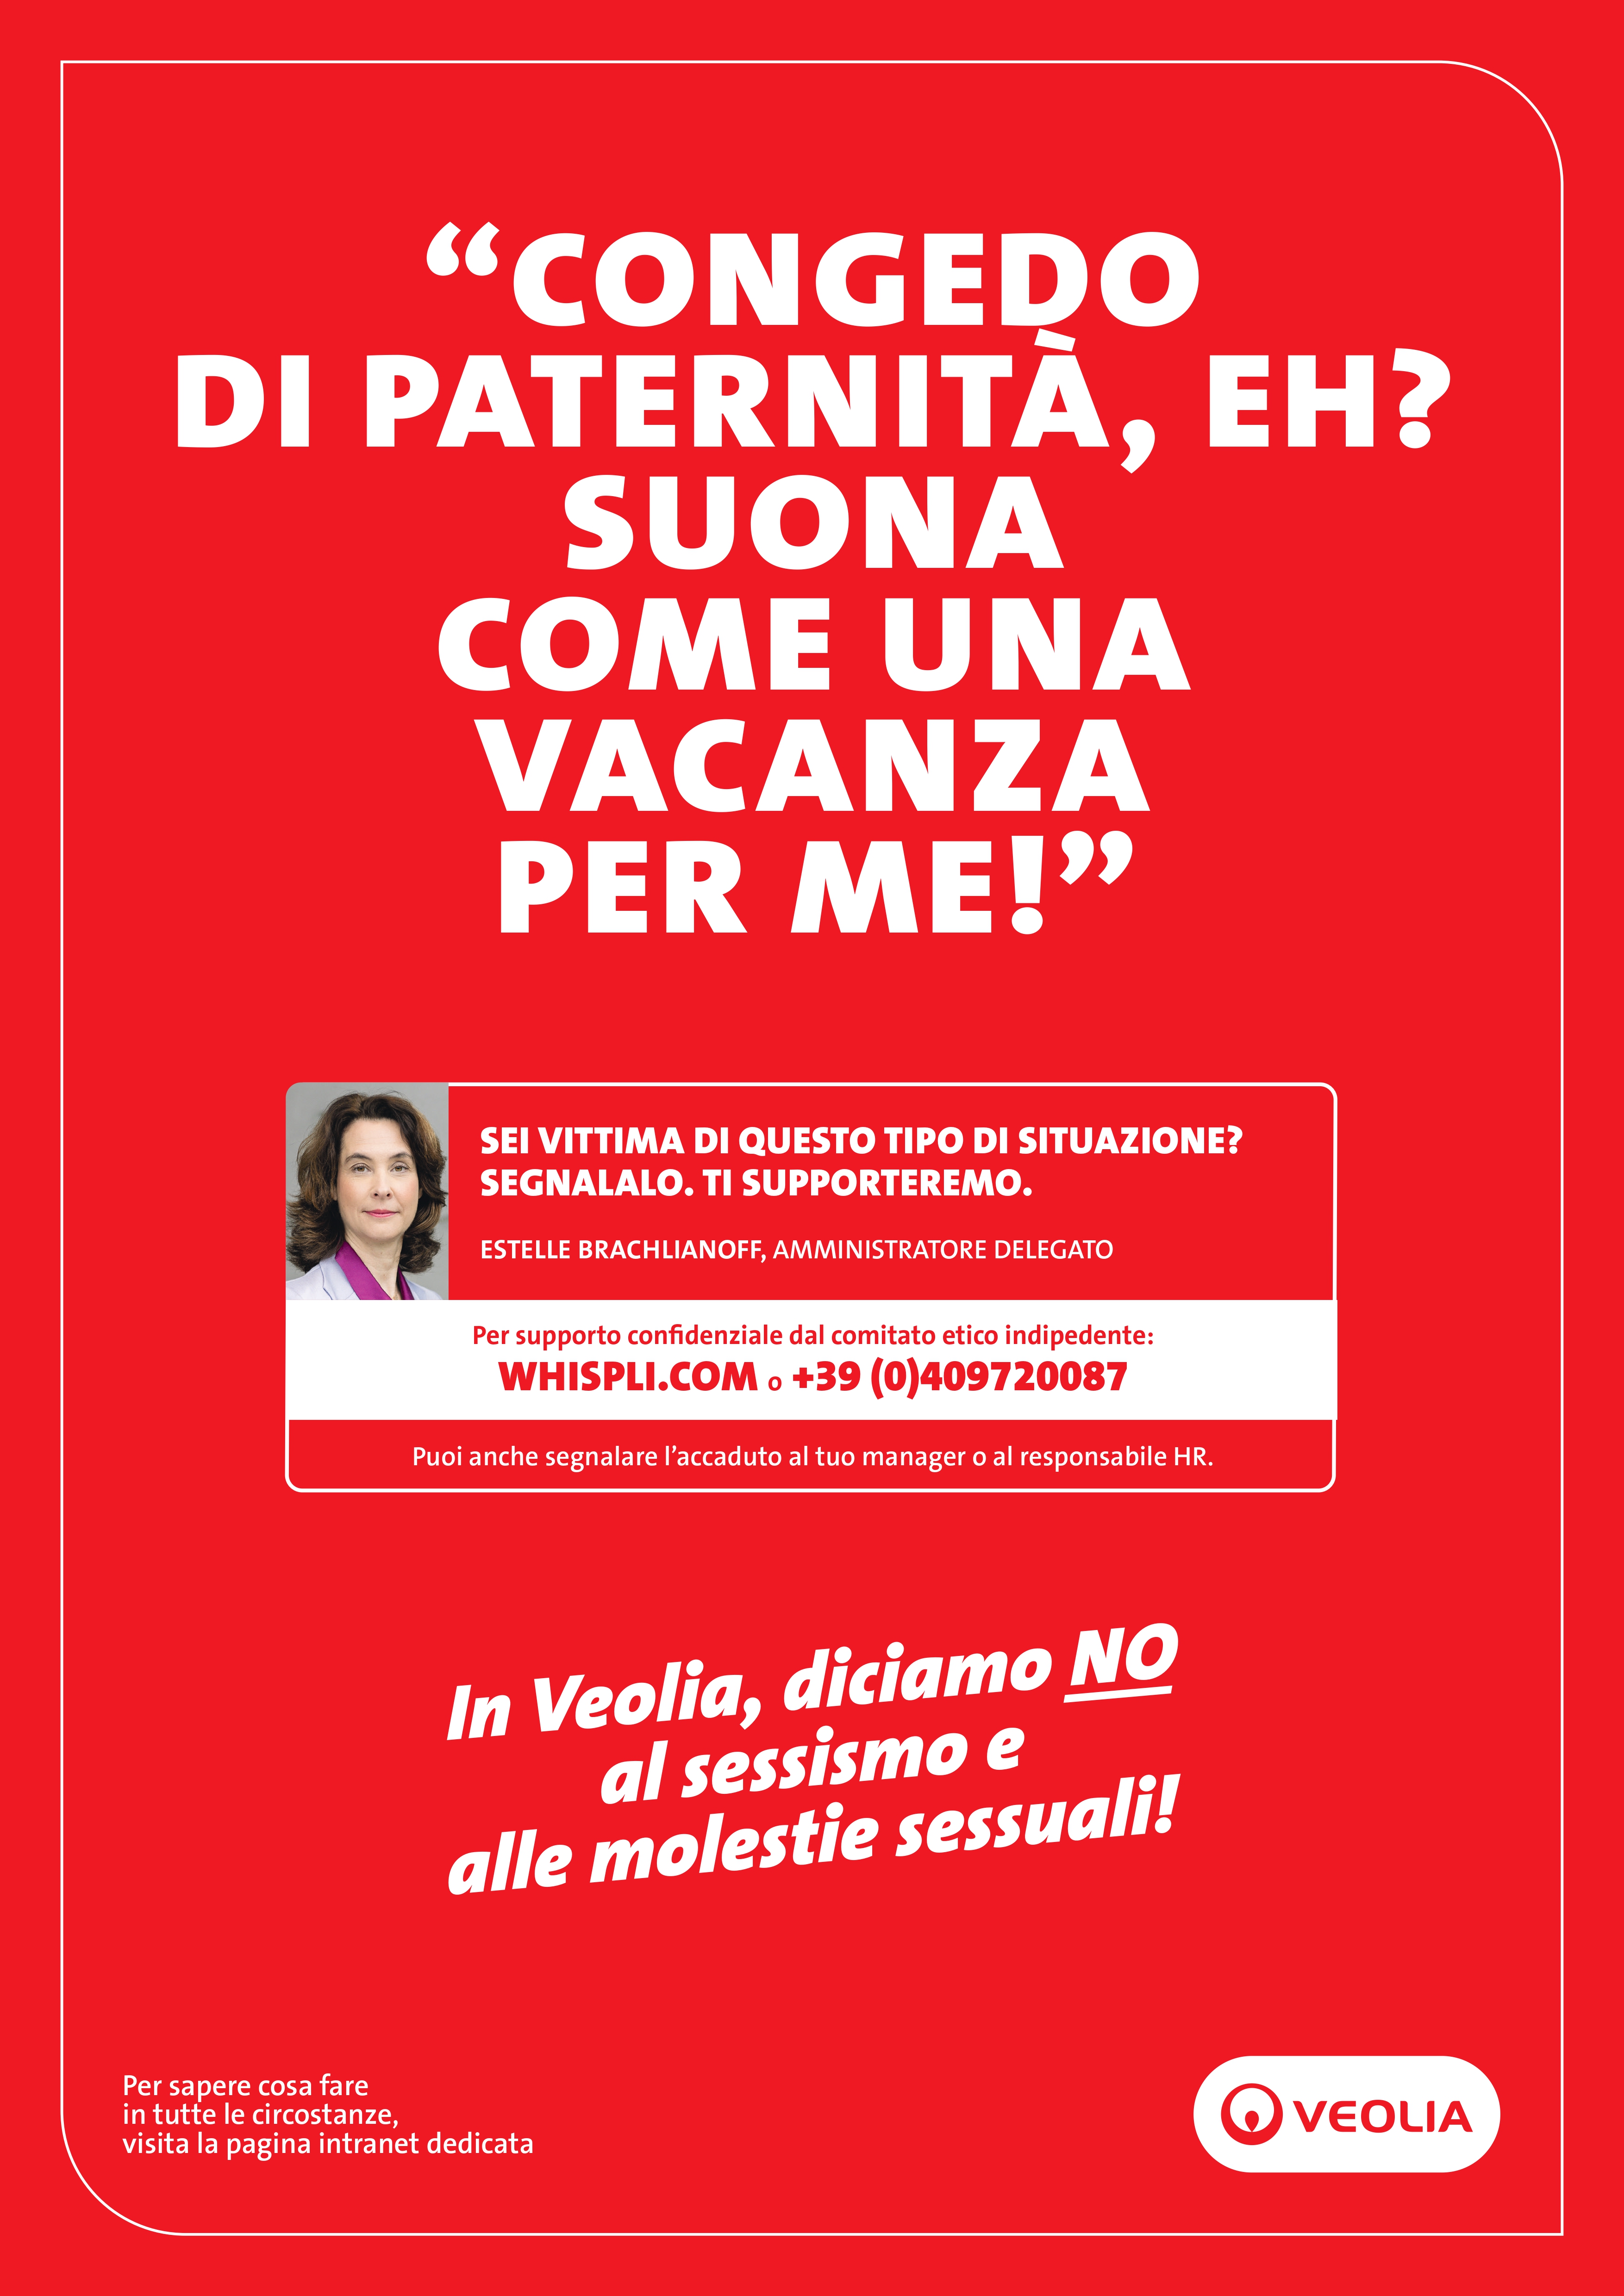 “CONGEDO
DI PATERNITÀ, EH?
SUONA
COME UNA
VACANZA
PER ME!”
SEI VITTIMA DI QUESTO TIPO DI SITUAZIONE?
SEGNALALO. TI SUPPORTEREMO.
ESTELLE BRACHLIANOFF, AMMINISTRATORE DELEGATO
Per supporto confidenziale dal comitato etico indipedente:
WHISPLI.COM o +39 (0)409720087
Puoi anche segnalare l’accaduto al tuo manager o al responsabile HR.
In Veolia, diciamo NO
al sessismo e
alle molestie sessuali!
Per sapere cosa fare
in tutte le circostanze,
visita la pagina intranet dedicata
VEOLIA